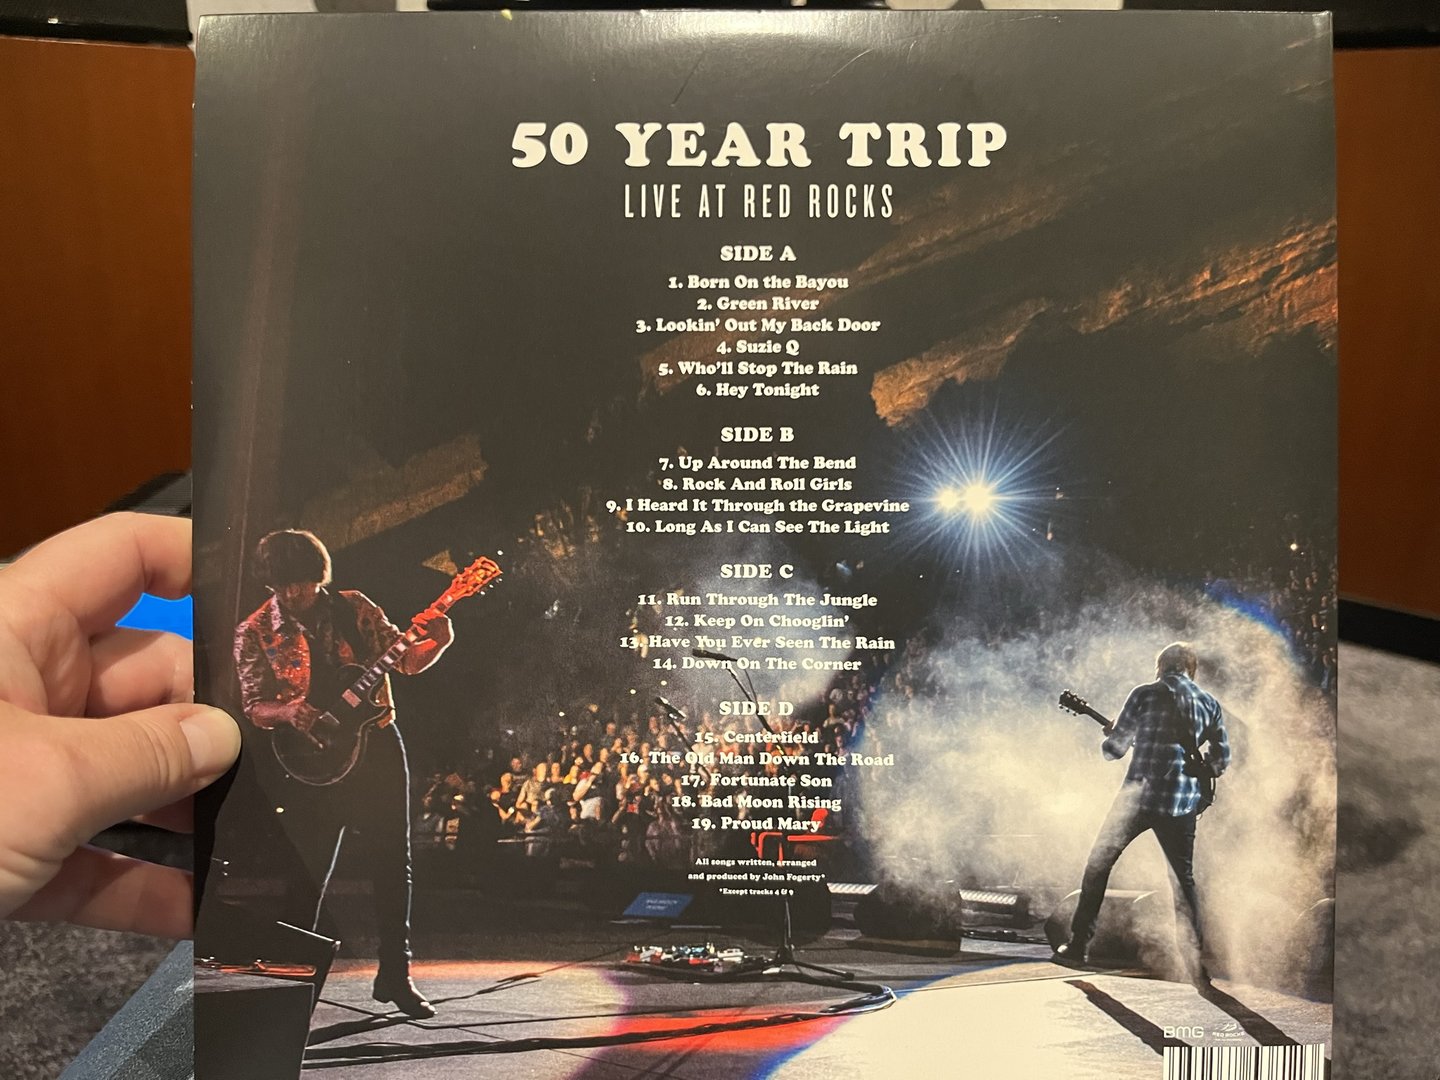 50 YEAR TRIP
LIVE AT RED ROCKS
SIDE A
1. Born On the Bayou
2. Green River
3. Lookin' Out My Back Door
4. Suzie Q
5. Who'll Stop The Rain
6. Hey Tonight
SIDE B
7. Up Around The Bend
8. Rock And Roll Girls
9. I Heard It Through the Grapevine
10. Long As I Can See The Light
SIDE C
11. Run Through The Jungle
12. Keep On Chooglin'
13. Have You Ever Seen The Rain
14. Down On The Corner
SIDE D
15. Centerfield
16. The Old Man Down The Road
17. Fortunate Son
18. Bad Moon Rising
19. Proud Mary
All songs written, arranged
and produced by John Fogerty*
*Except tracks 4 & 9
BMG RED ROCKS